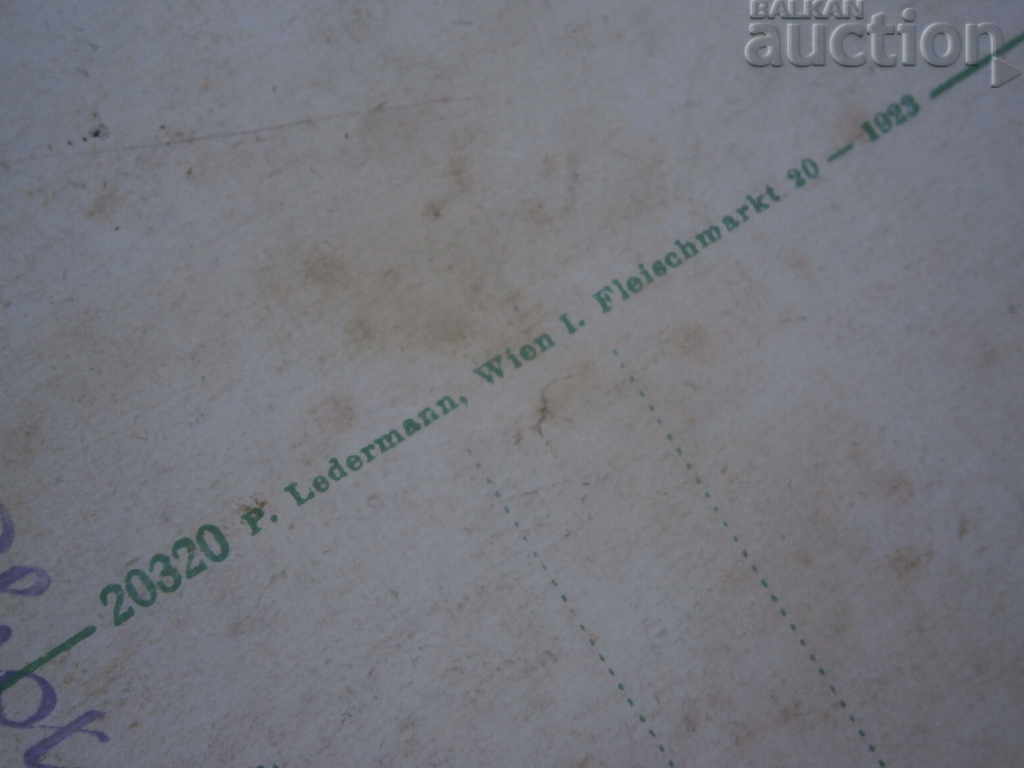 BALKAN
auction
20320 P. Ledermann, Wien I. Fleischmarkt 20 — 1923